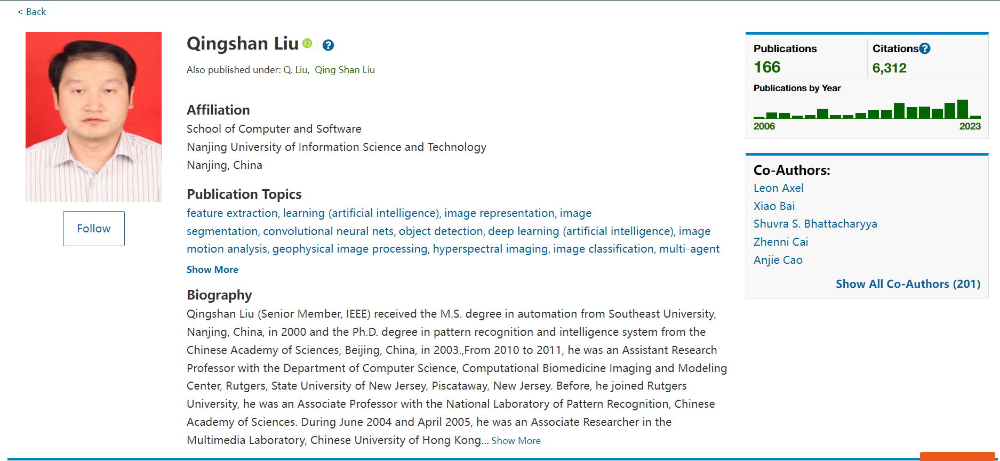 < Back
Qingshan Liu iD ?
Also published under: Q. Liu, Qing Shan Liu
Affiliation
School of Computer and Software
Nanjing University of Information Science and Technology
Nanjing, China
Publication Topics
feature extraction, learning (artificial intelligence), image representation, image
segmentation, convolutional neural nets, object detection, deep learning (artificial intelligence), image
motion analysis, geophysical image processing, hyperspectral imaging, image classification, multi-agent
Show More
Biography
Qingshan Liu (Senior Member, IEEE) received the M.S. degree in automation from Southeast University,
Nanjing, China, in 2000 and the Ph.D. degree in pattern recognition and intelligence system from the
Chinese Academy of Sciences, Beijing, China, in 2003.,From 2010 to 2011, he was an Assistant Research
Professor with the Department of Computer Science, Computational Biomedicine Imaging and Modeling
Center, Rutgers, State University of New Jersey, Piscataway, New Jersey. Before, he joined Rutgers
University, he was an Associate Professor with the National Laboratory of Pattern Recognition, Chinese
Academy of Sciences. During June 2004 and April 2005, he was an Associate Researcher in the
Multimedia Laboratory, Chinese University of Hong Kong... Show More
Follow
Publications
166
Citations ?
6,312
Publications by Year
2006 2023
Co-Authors:
Leon Axel
Xiao Bai
Shuvra S. Bhattacharyya
Zhenni Cai
Anjie Cao
Show All Co-Authors (201)